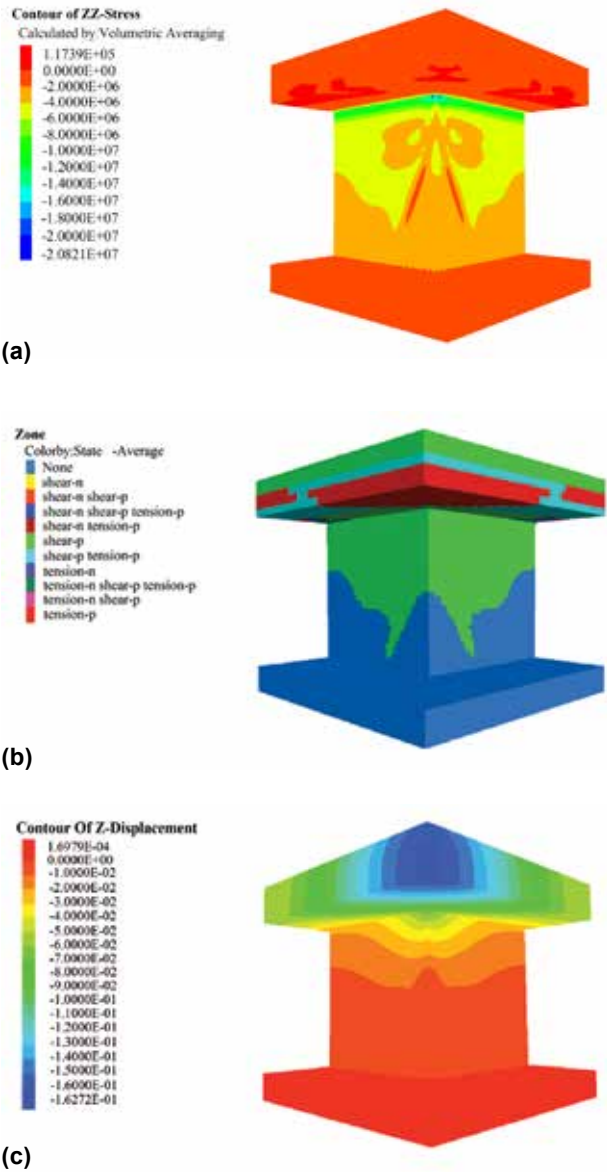 Contour of ZZ-Stress
Calculated by Volumetric Averaging
1.1739E+05
0.0000E+00
-2.0000E+06
-4.0000E+06
-6.0000E+06
-8.0000E+06
-1.0000E+07
-1.2000E+07
-1.4000E+07
-1.6000E+07
-1.8000E+07
-2.0000E+07
-2.0821E+07
(a)
Zone
Colorby:State -Average
None
shear-n
shear-n shear-p
shear-n shear-p tension-p
shear-n tension-p
shear-p
shear-p tension-p
tension-n
tension-n shear-p tension-p
tension-n shear-p
tension-p
(b)
Contour Of Z-Displacement
1.6979E-04
0.0000E+00
-1.0000E-02
-2.0000E-02
-3.0000E-02
-4.0000E-02
-5.0000E-02
-6.0000E-02
-7.0000E-02
-8.0000E-02
-9.0000E-02
-1.0000E-01
-1.1000E-01
-1.2000E-01
-1.3000E-01
-1.4000E-01
-1.5000E-01
-1.6000E-01
-1.6272E-01
(c)